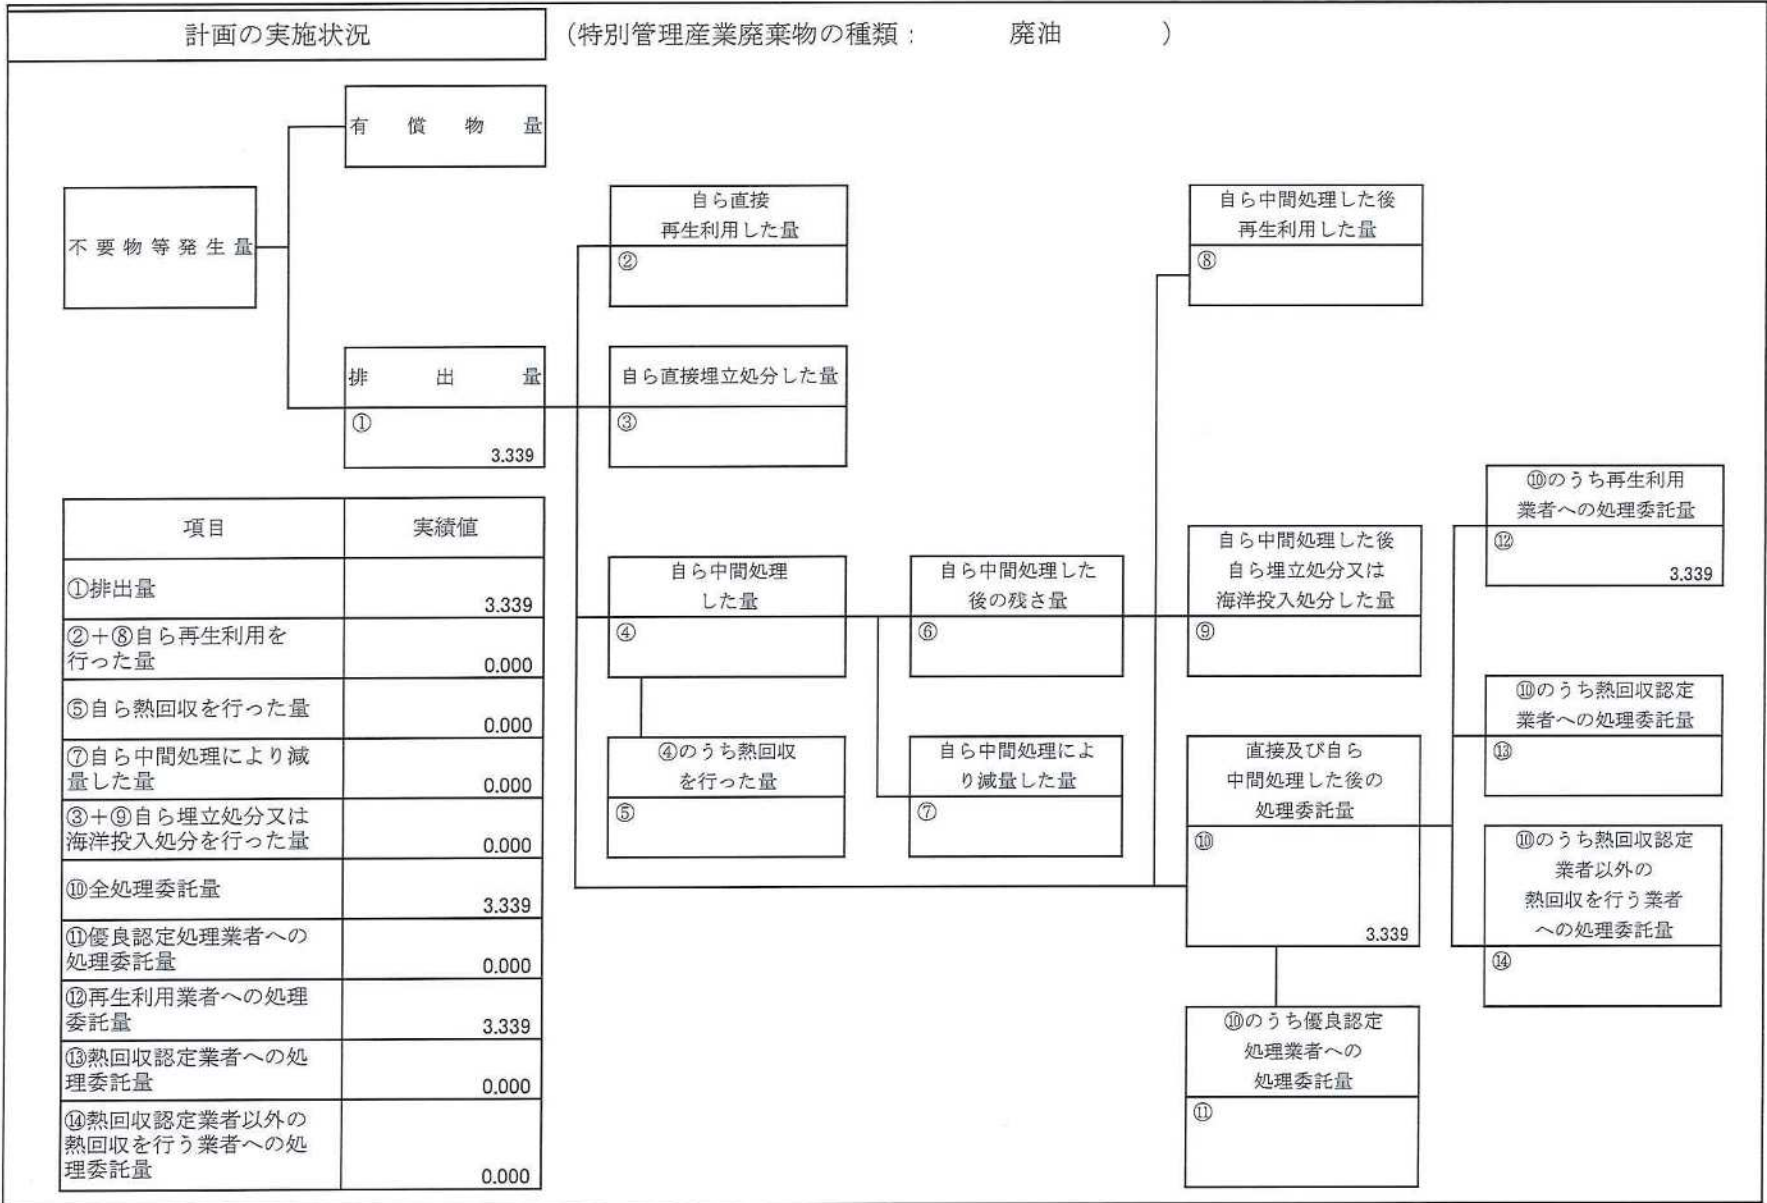 計画の実施状況
（特別管理産業廃棄物の種類： 廃油 ）
有償物量
不要物等発生量
排出量
①
3.339
自ら直接
再生利用した量
②
自ら直接埋立処分した量
③
自ら中間処理した後
再生利用した量
⑧
自ら中間処理
した量
④
自ら中間処理した
後の残さ量
⑥
自ら中間処理した後
自ら埋立処分又は
海洋投入処分した量
⑨
④のうち熱回収
を行った量
⑤
自ら中間処理によ
り減量した量
⑦
直接及び自ら
中間処理した後の
処理委託量
⑩
3.339
⑩のうち再生利用
業者への処理委託量
⑫
3.339
⑩のうち熱回収認定
業者への処理委託量
⑬
⑩のうち熱回収認定
業者以外の
熱回収を行う業者
への処理委託量
⑭
⑩のうち優良認定
処理業者への
処理委託量
⑪
項目 実績値
①排出量
3.339
②＋⑧自ら再生利用を
行った量
0.000
⑤自ら熱回収を行った量
0.000
⑦自ら中間処理により減
量した量
0.000
③＋⑨自ら埋立処分又は
海洋投入処分を行った量
0.000
⑩全処理委託量
3.339
⑪優良認定処理業者への
処理委託量
0.000
⑫再生利用業者への処理
委託量
3.339
⑬熱回収認定業者への処
理委託量
0.000
⑭熱回収認定業者以外の
熱回収を行う業者への処
理委託量
0.000